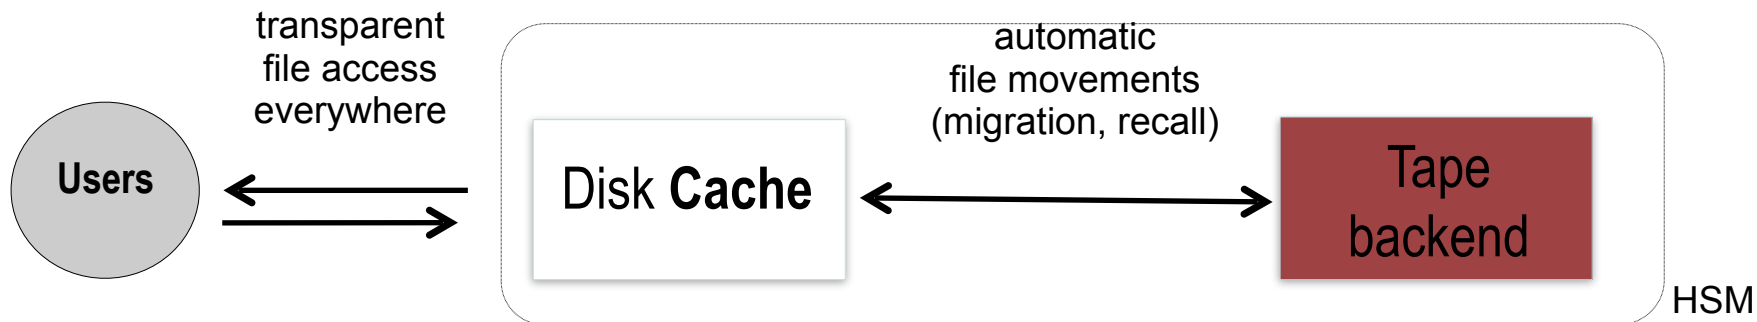 transparent
file access
everywhere
automatic
file movements
(migration, recall)
Users
Disk Cache
Tape
backend
HSM